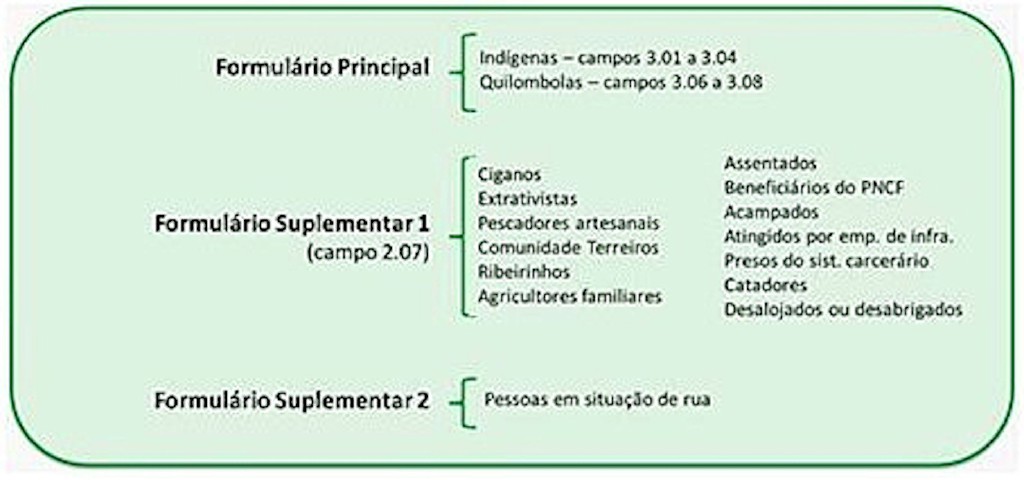 Formulário Principal
Indígenas – campos 3.01 a 3.04
Quilombolas – campos 3.06 a 3.08
Formulário Suplementar 1
(campo 2.07)
Ciganos
Extrativistas
Pescadores artesanais
Comunidade Terreiros
Ribeirinhos
Agricultores familiares
Assentados
Beneficiários do PNCF
Acampados
Atingidos por emp. de infra.
Presos do sist. carcerário
Catadores
Desalojados ou desabrigados
Formulário Suplementar 2
Pessoas em situação de rua